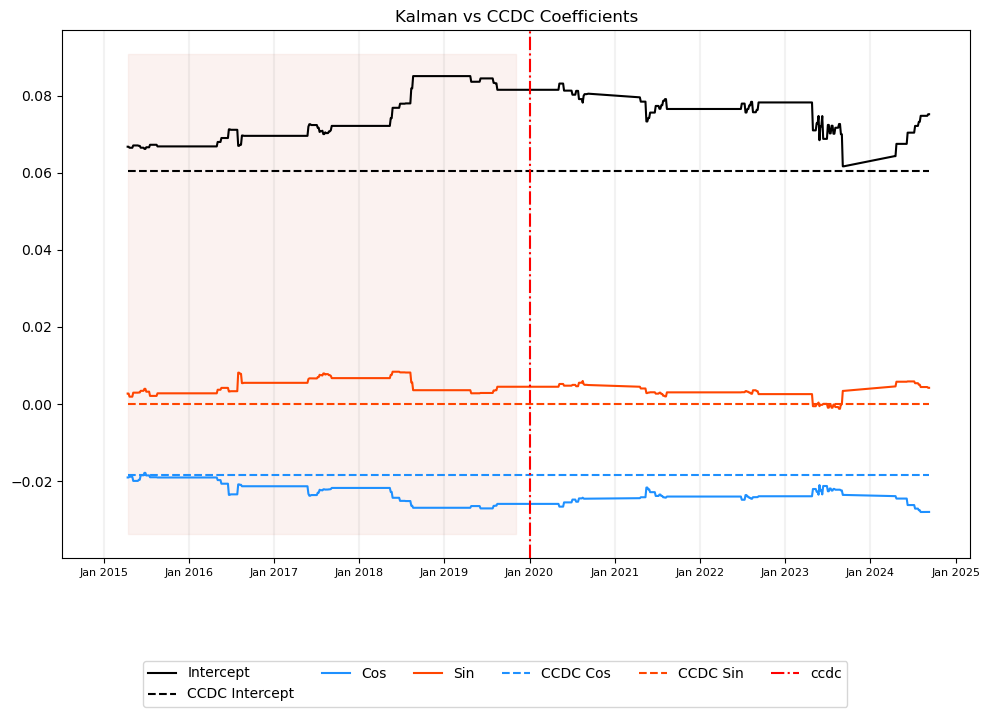 Kalman vs CCDC Coefficients
0.08
0.06
0.04
0.02
0.00
−0.02
Jan 2015 Jan 2016 Jan 2017 Jan 2018 Jan 2019 Jan 2020 Jan 2021 Jan 2022 Jan 2023 Jan 2024 Jan 2025
Intercept Cos Sin CCDC Cos CCDC Sin ccdc
CCDC Intercept